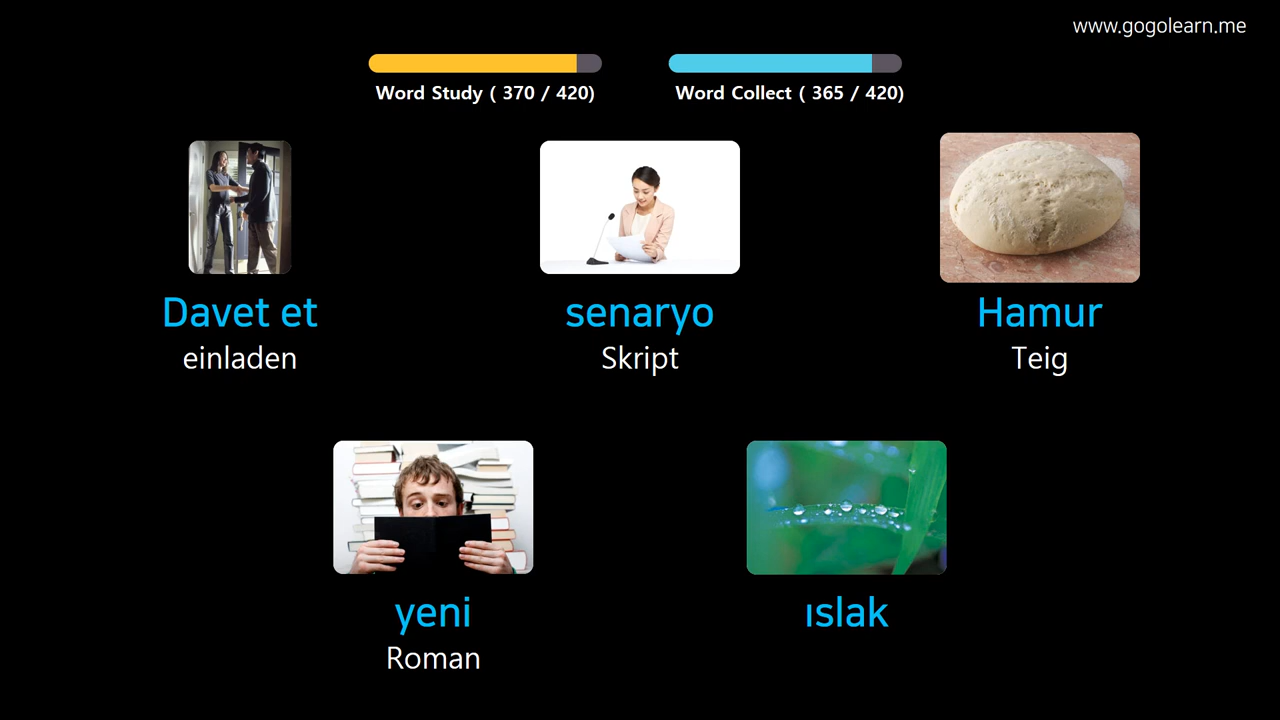 www.gogolearn.me
Word Study ( 370 / 420)
Word Collect ( 365 / 420)
Davet et
einladen
senaryo
Skript
Hamur
Teig
yeni
Roman
ıslak